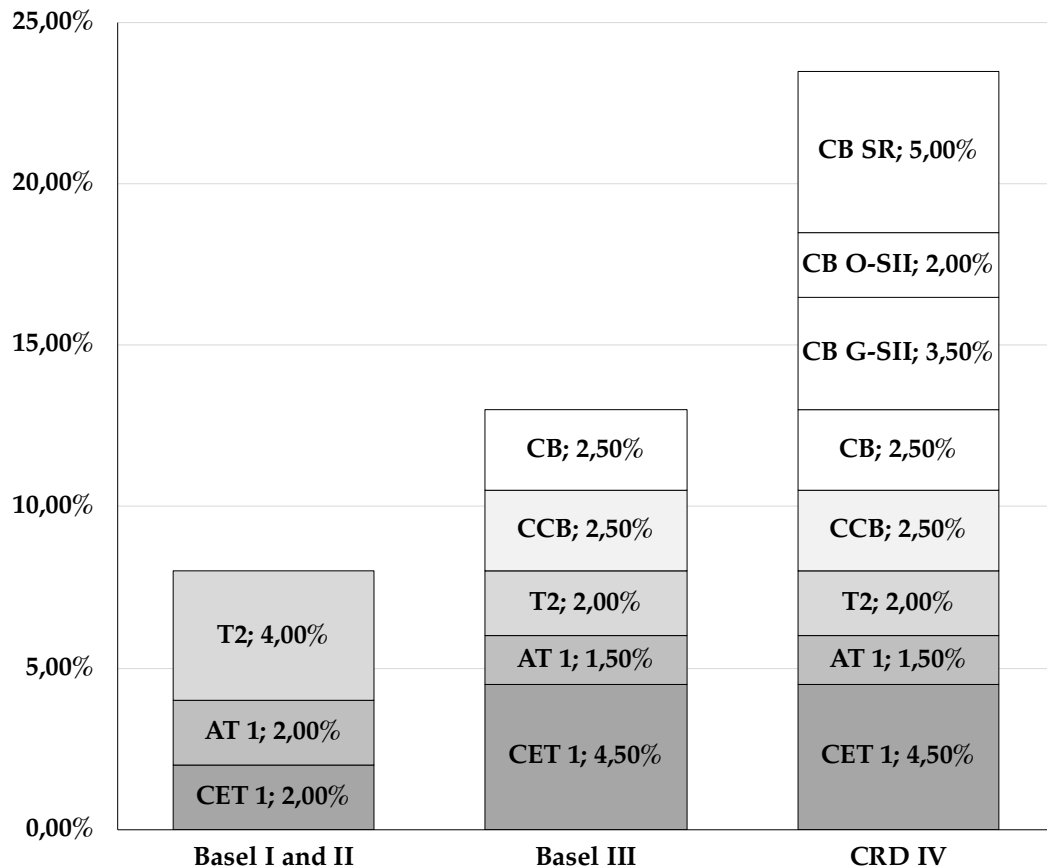 25,00%
20,00%
15,00%
10,00%
5,00%
0,00%
T2; 4,00%
AT 1; 2,00%
CET 1; 2,00%
CB; 2,50%
CCB; 2,50%
T2; 2,00%
AT 1; 1,50%
CET 1; 4,50%
CB SR; 5,00%
CB O-SII; 2,00%
CB G-SII; 3,50%
CB; 2,50%
CCB; 2,50%
T2; 2,00%
AT 1; 1,50%
CET 1; 4,50%
Basel I and II
Basel III
CRD IV